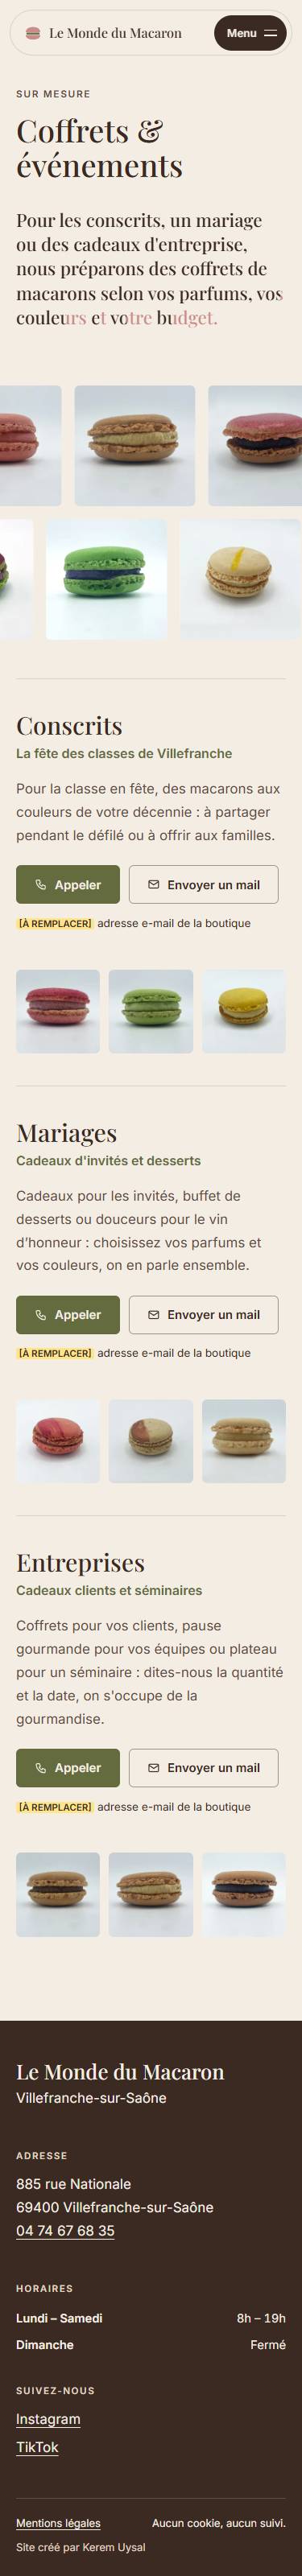 Le Monde du Macaron
Menu
SUR MESURE
Coffrets &
événements
Pour les conscrits, un mariage
ou des cadeaux d'entreprise,
nous préparons des coffrets de
macarons selon vos parfums, vos
couleurs et votre budget.
Conscrits
La fête des classes de Villefranche
Pour la classe en fête, des macarons aux
couleurs de votre décennie : à partager
pendant le défilé ou à offrir aux familles.
Appeler
Envoyer un mail
[À REMPLACER] adresse e-mail de la boutique
Mariages
Cadeaux d'invités et desserts
Cadeaux pour les invités, buffet de
desserts ou douceurs pour le vin
d'honneur : choisissez vos parfums et
vos couleurs, on en parle ensemble.
Appeler
Envoyer un mail
[À REMPLACER] adresse e-mail de la boutique
Entreprises
Cadeaux clients et séminaires
Coffrets pour vos clients, pause
gourmande pour vos équipes ou plateau
pour un séminaire : dites-nous la quantité
et la date, on s'occupe de la
gourmandise.
Appeler
Envoyer un mail
[À REMPLACER] adresse e-mail de la boutique
Le Monde du Macaron
Villefranche-sur-Saône
ADRESSE
885 rue Nationale
69400 Villefranche-sur-Saône
04 74 67 68 35
HORAIRES
Lundi – Samedi 8h – 19h
Dimanche Fermé
SUIVEZ-NOUS
Instagram
TikTok
Mentions légales
Aucun cookie, aucun suivi.
Site créé par Kerem Uysal